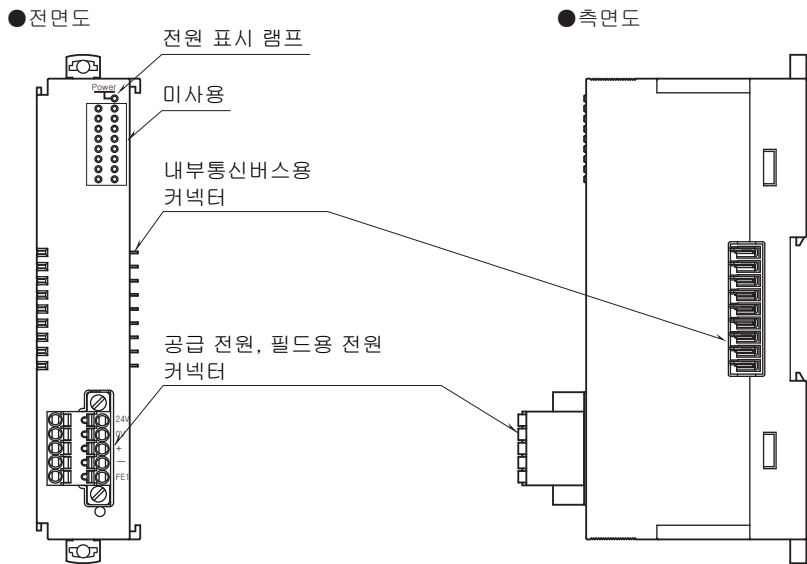 ●전면도
●측면도
전원 표시 램프
Power
미사용
내부통신버스용
커넥터
공급 전원, 필드용 전원
커넥터
24V
0V
+
—
FE1